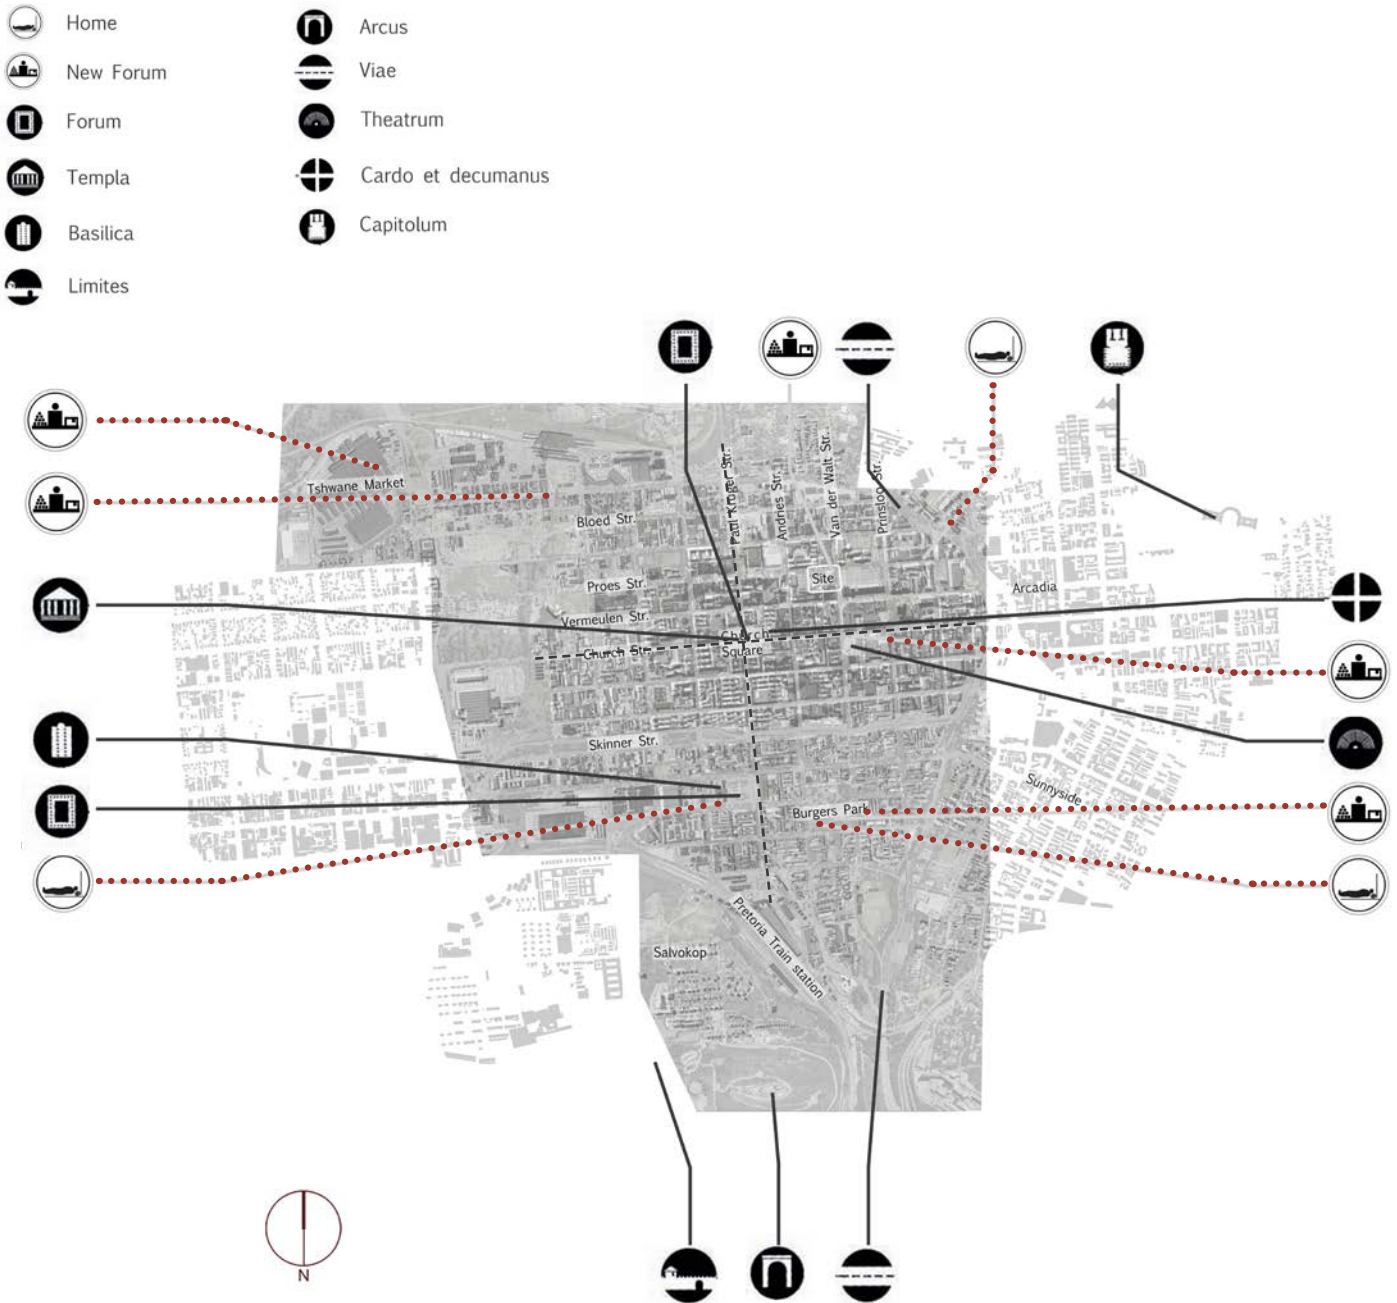 Home
New Forum
Forum
Templa
Basilica
Limites
Arcus
Viae
Theatrum
Cardo et decumanus
Capitolum
Tshwane Market
Bloed Str.
Paul Kruger Str.
Andries Str.
Van der Walt Str.
Prinsloo Str.
Proes Str.
Site
Arcadia
Vermeulen Str.
Church Str.
Church
Square
Skinner Str.
Sunnyside
Burgers Park
Pretoria Train station
Salvokop
N